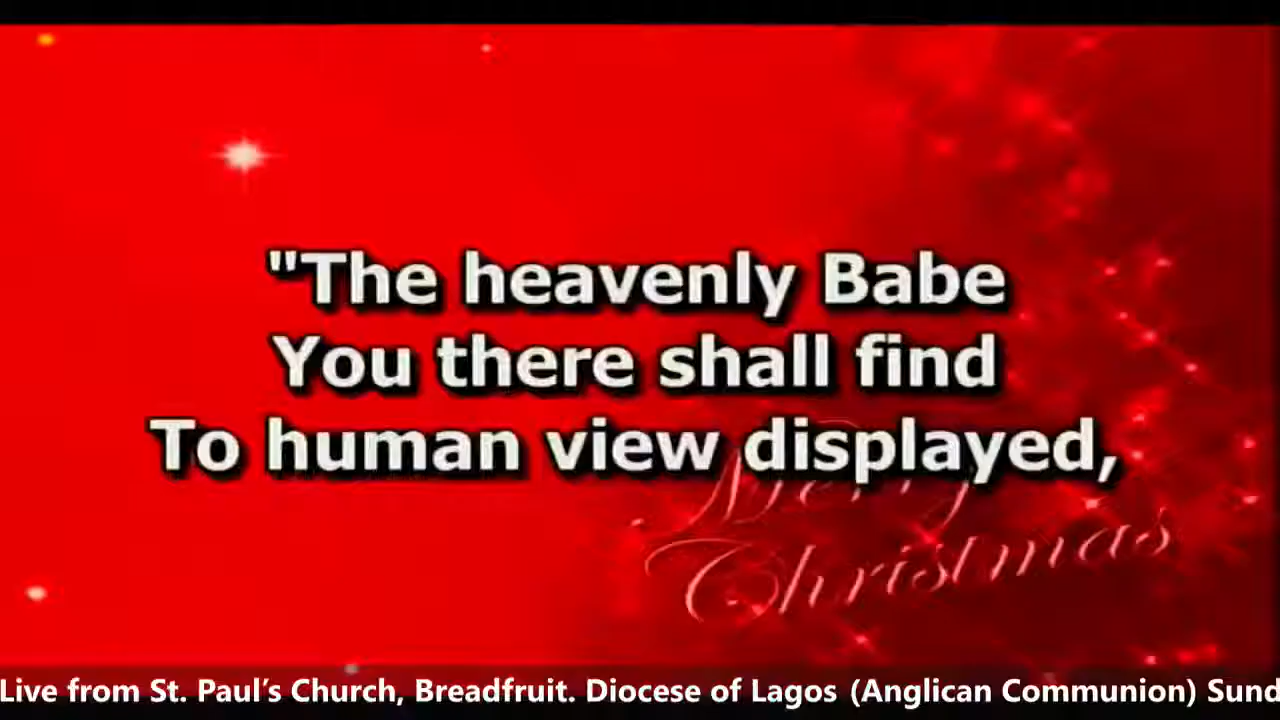 "The heavenly Babe
You there shall find
To human view displayed,
Merry
Christmas
Live from St. Paul’s Church, Breadfruit. Diocese of Lagos (Anglican Communion) Sund